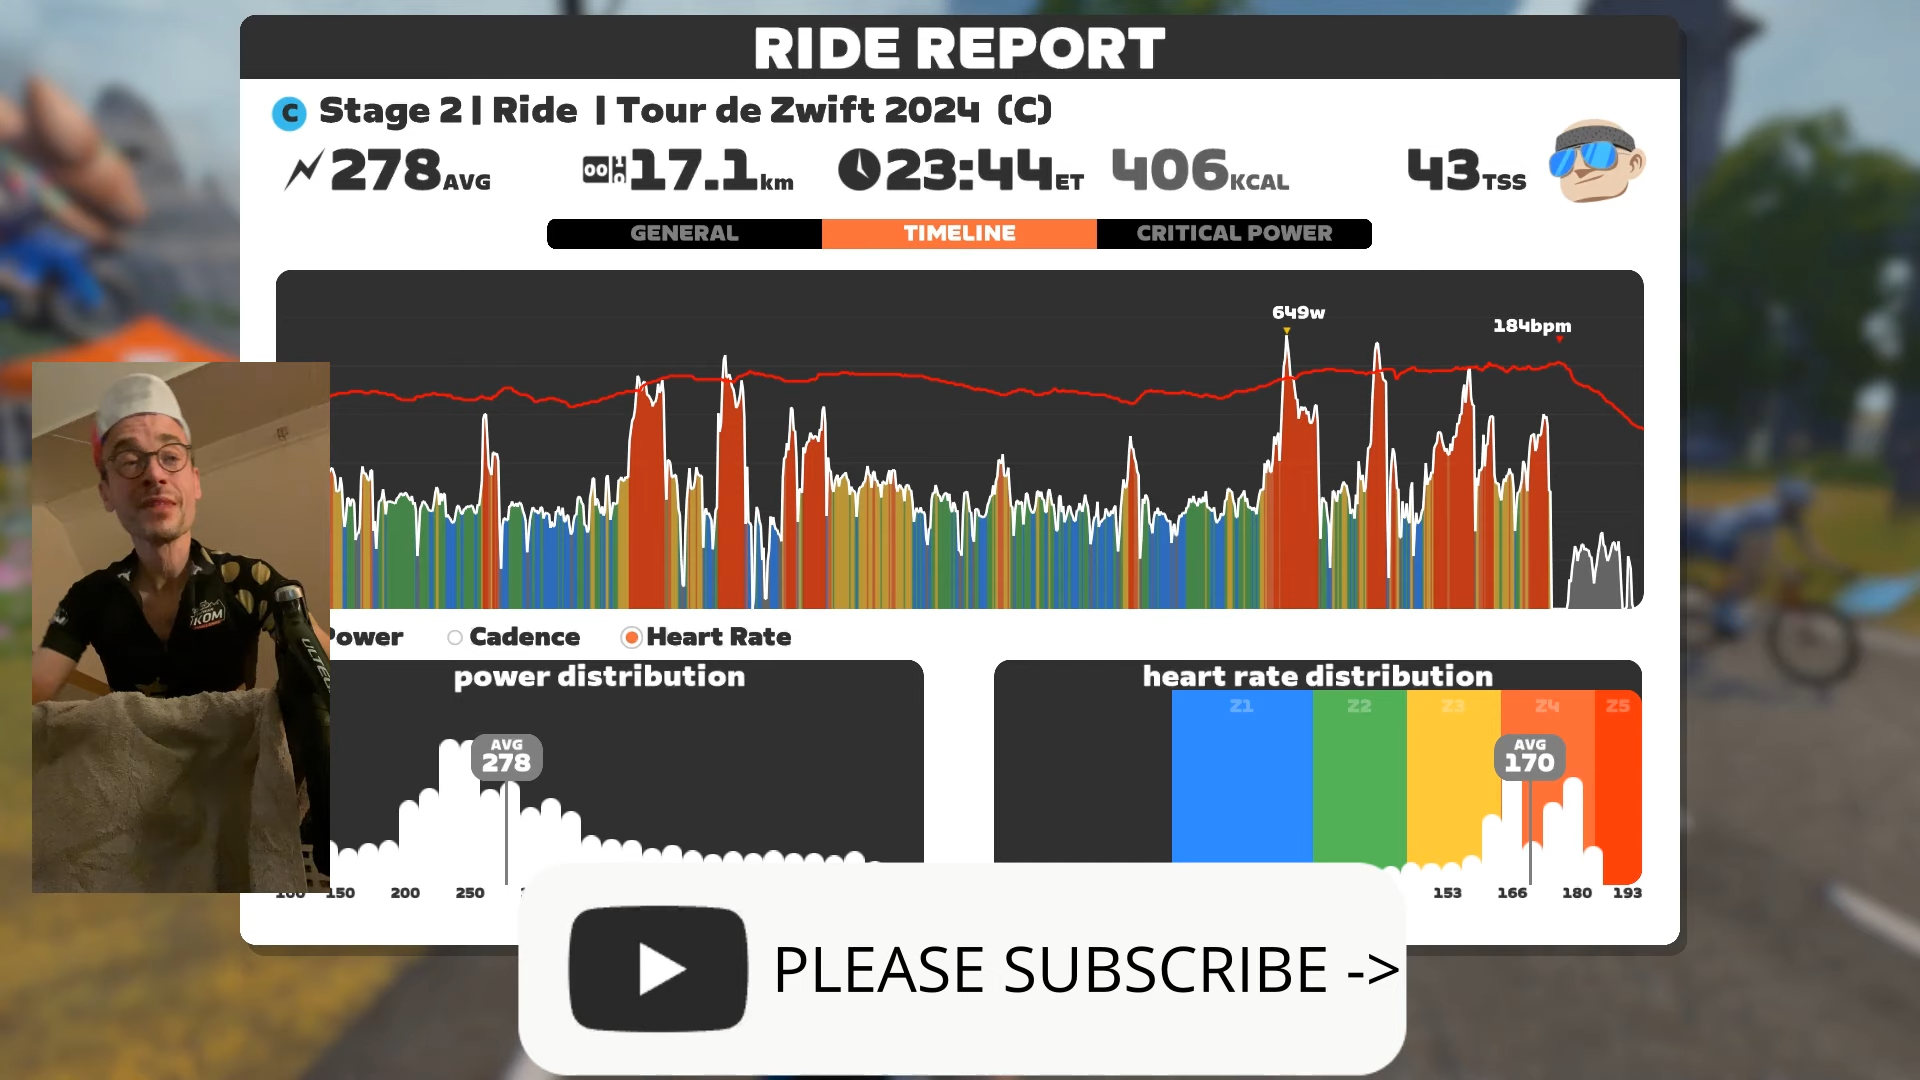 RIDE REPORT
C Stage 2 | Ride | Tour de Zwift 2024 (C)
278AVG 17.1km 23:44ET 406KCAL 43TSS
GENERAL TIMELINE CRITICAL POWER
649w
184bpm
Power Cadence Heart Rate
power distribution
heart rate distribution
Z1 Z2 Z3 Z4 Z5
AVG
278
AVG
170
150 200 250
153 166 180 193
KOM
PLEASE SUBSCRIBE ->